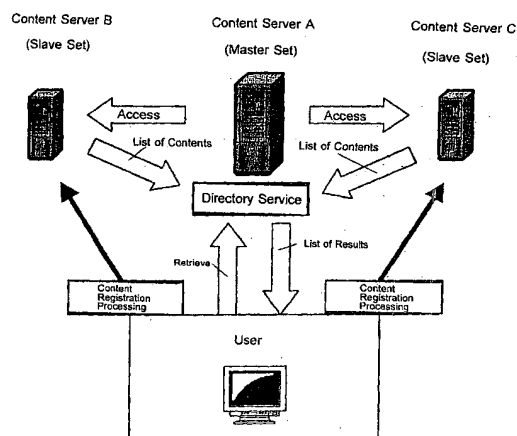 Content Server B
(Slave Set)
Content Server A
(Master Set)
Content Server C
(Slave Set)
Access
Access
List of Contents
List of Contents
Directory Service
Retrieve
List of Results
Content
Registration
Processing
Content
Registration
Processing
User